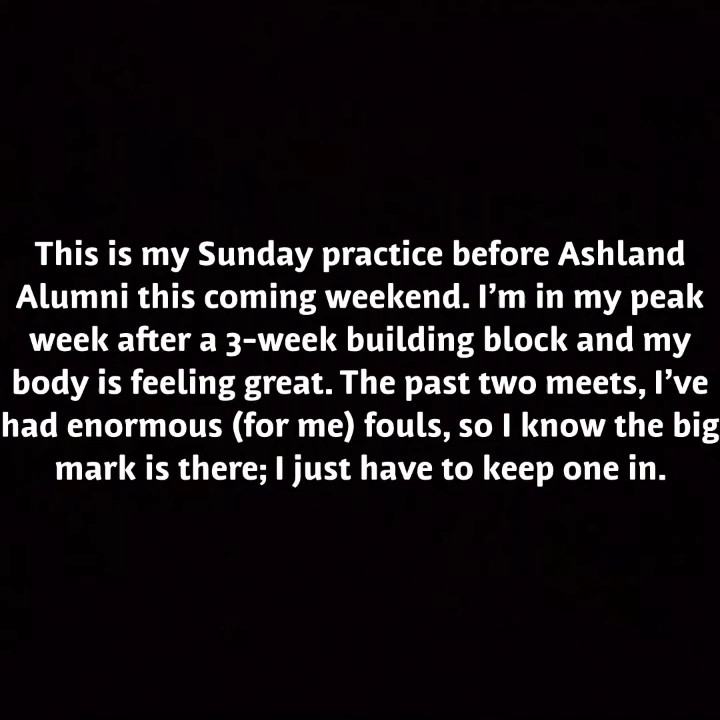 This is my Sunday practice before Ashland
Alumni this coming weekend. I’m in my peak
week after a 3-week building block and my
body is feeling great. The past two meets, I’ve
had enormous (for me) fouls, so I know the big
mark is there; I just have to keep one in.